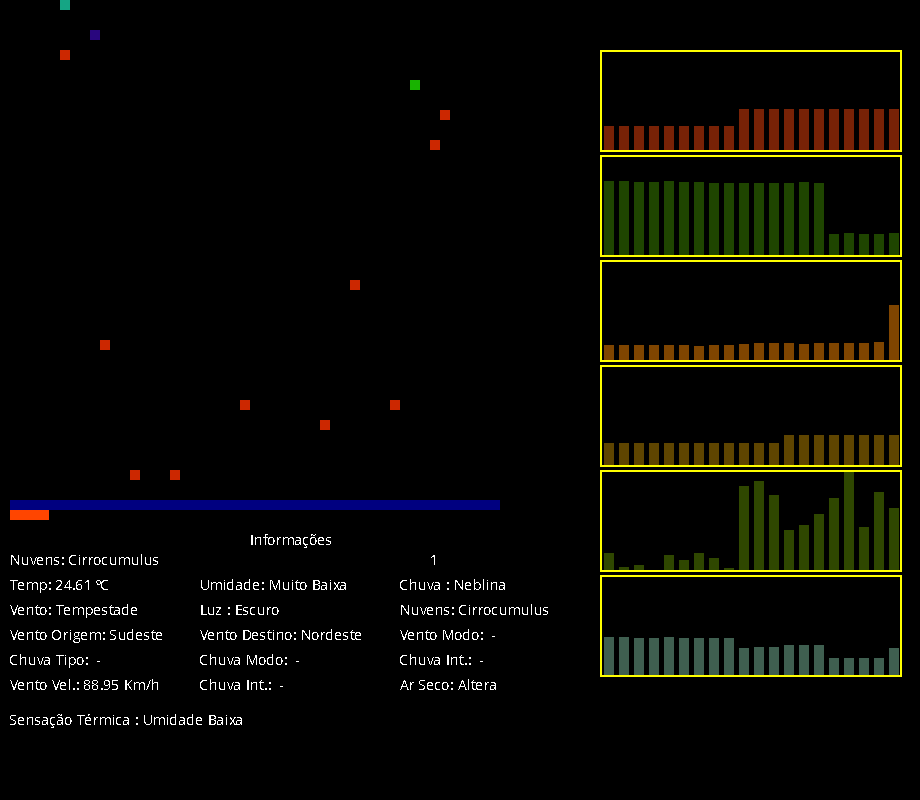 Informações
Nuvens: Cirrocumulus 1
Temp: 24.61 ºC Umidade: Muito Baixa Chuva : Neblina
Vento: Tempestade Luz : Escuro Nuvens: Cirrocumulus
Vento Origem: Sudeste Vento Destino: Nordeste Vento Modo: -
Chuva Tipo: - Chuva Modo: - Chuva Int.: -
Vento Vel.: 88.95 Km/h Chuva Int.: - Ar Seco: Altera
Sensação Térmica : Umidade Baixa